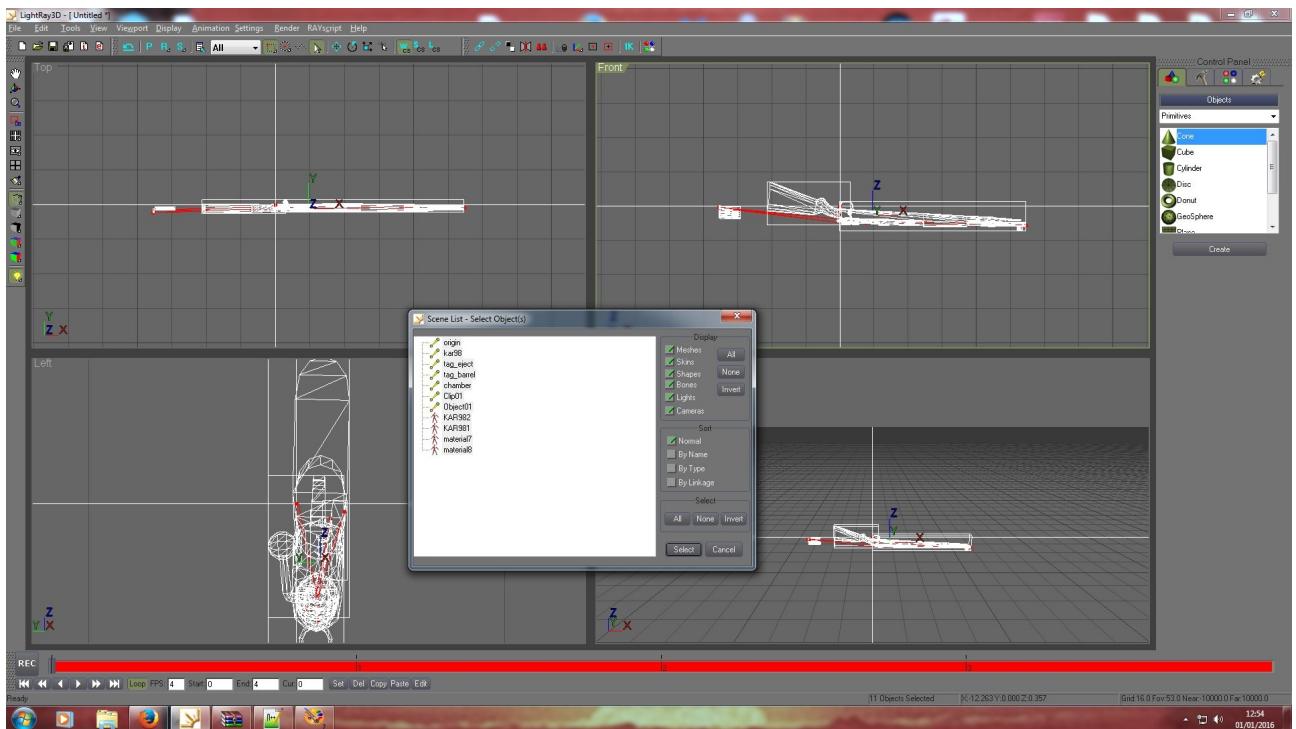 LightRay3D - [ Untitled *]
File Edit Tools View Viewport Display Animation Settings Render RAYscript Help
All
IK
Top
Front
Left
Control Panel
Objects
Primitives
Cone
Cube
Cylinder
Disc
Donut
GeoSphere
Plane
Create
Scene List - Select Object(s)
origin
kar98
tag_eject
tag_barrel
chamber
Clip01
Object01
KAR982
KAR981
material7
material8
Display
Meshes
Skins
Shapes
Bones
Lights
Cameras
All
None
Invert
Sort
Normal
By Name
By Type
By Linkage
Select
All None Invert
Select Cancel
Y
Z X
Z
Y X
REC
Loop FPS: 4 Start: 0 End: 4 Cur: 0 Set Del Copy Paste Edit
Ready
11 Objects Selected
X:-12.263 Y:0.000 Z:0.357
Grid:16.0 Fov:53.0 Near:-10000.0 Far:10000.0
12:54
01/01/2016